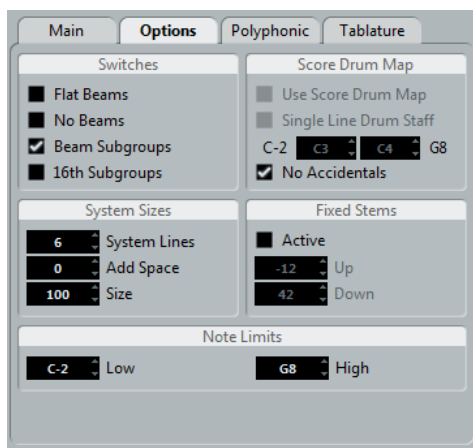 Main Options Polyphonic Tablature
Switches
Flat Beams
No Beams
Beam Subgroups
16th Subgroups
Score Drum Map
Use Score Drum Map
Single Line Drum Staff
C-2 C3 C4 G8
No Accidentals
System Sizes
6 System Lines
0 Add Space
100 Size
Fixed Stems
Active
-12 Up
42 Down
Note Limits
C-2 Low G8 High